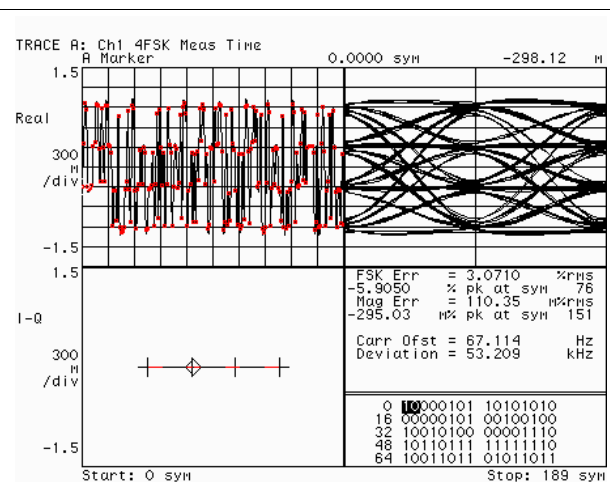 TRACE A: Ch1 4FSK Meas Time
A Marker 0.0000 sym -298.12 m
1.5
Real
300
m
/div
-1.5
1.5
I-Q
300
m
/div
-1.5
FSK Err = 3.0710 %rms
-5.9050 % pk at sym 76
Mag Err = 110.35 m%rms
-295.03 m% pk at sym 151
Carr Ofst = 67.114 Hz
Deviation = 53.209 kHz
0 10000101 10101010
16 00000101 00100100
32 10010100 00001110
48 10110111 11111110
64 10011011 01011011
Start: 0 sym Stop: 189 sym